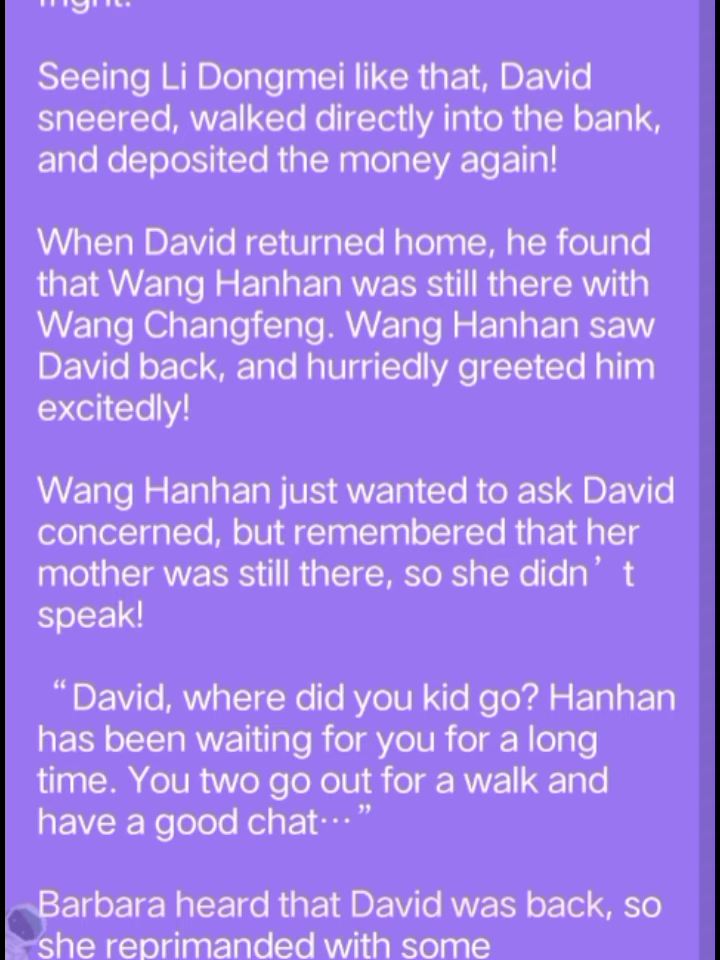 fright!
Seeing Li Dongmei like that, David
sneered, walked directly into the bank,
and deposited the money again!
When David returned home, he found
that Wang Hanhan was still there with
Wang Changfeng. Wang Hanhan saw
David back, and hurriedly greeted him
excitedly!
Wang Hanhan just wanted to ask David
concerned, but remembered that her
mother was still there, so she didn’ t
speak!
“David, where did you kid go? Hanhan
has been waiting for you for a long
time. You two go out for a walk and
have a good chat···”
Barbara heard that David was back, so
she reprimanded with some